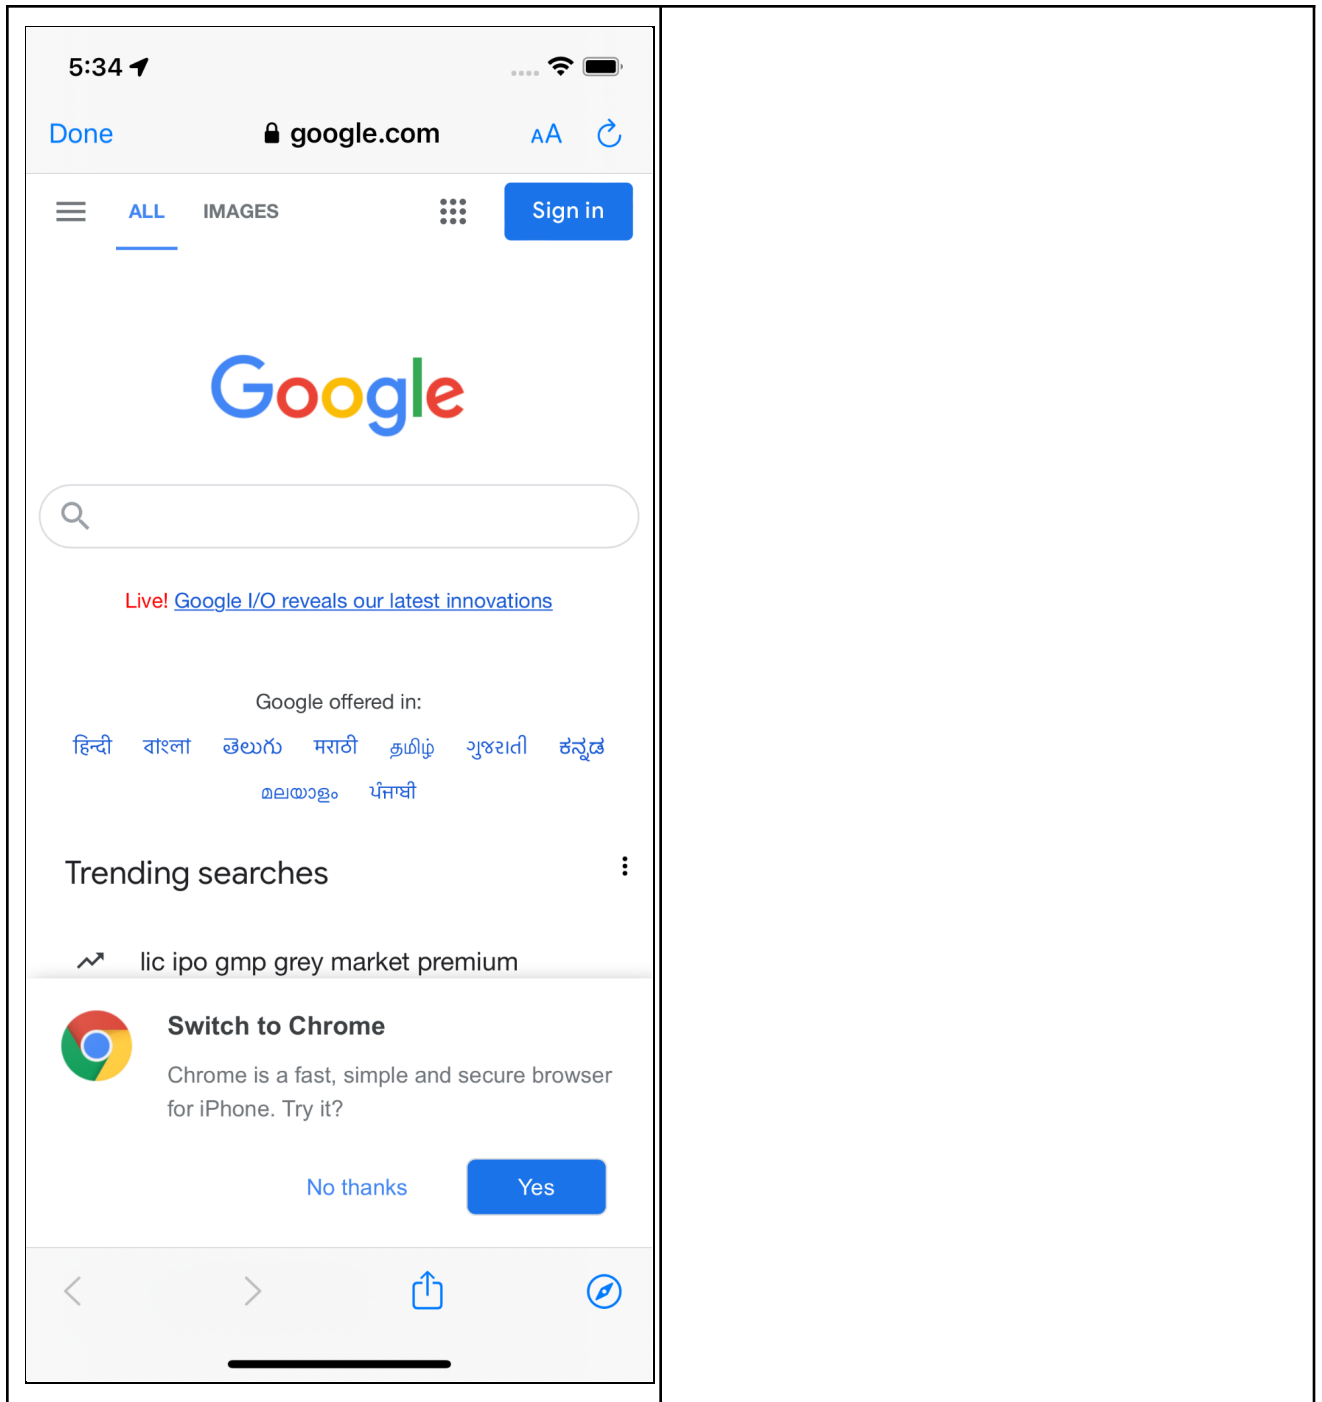 5:34
Done google.com AA
ALL IMAGES Sign in
Google
Live! Google I/O reveals our latest innovations
Google offered in:
हिन्दी বাংলা తెలుగు मराठी தமிழ் ગુજરાતી ಕನ್ನಡ
മലയാളം ਪੰਜਾਬੀ
Trending searches
lic ipo gmp grey market premium
Switch to Chrome
Chrome is a fast, simple and secure browser
for iPhone. Try it?
No thanks Yes